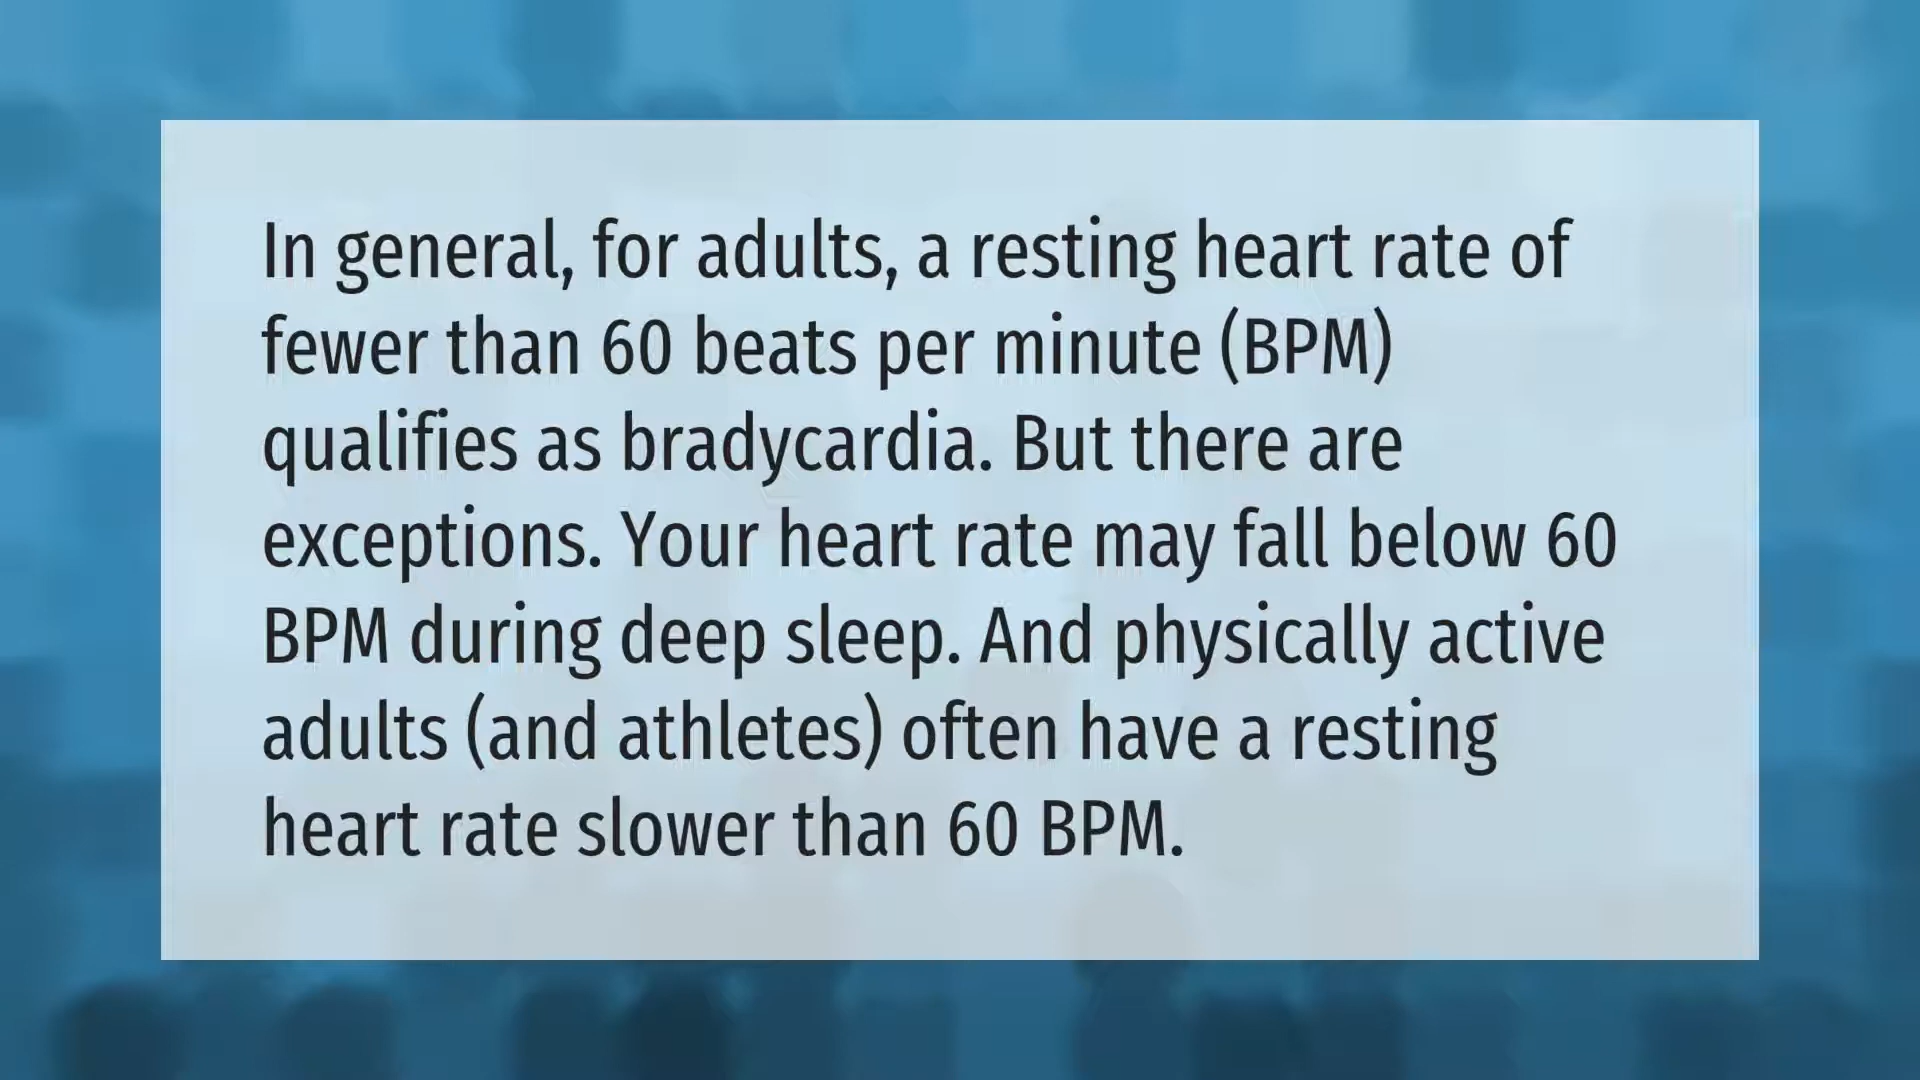 In general, for adults, a resting heart rate of
fewer than 60 beats per minute (BPM)
qualifies as bradycardia. But there are
exceptions. Your heart rate may fall below 60
BPM during deep sleep. And physically active
adults (and athletes) often have a resting
heart rate slower than 60 BPM.